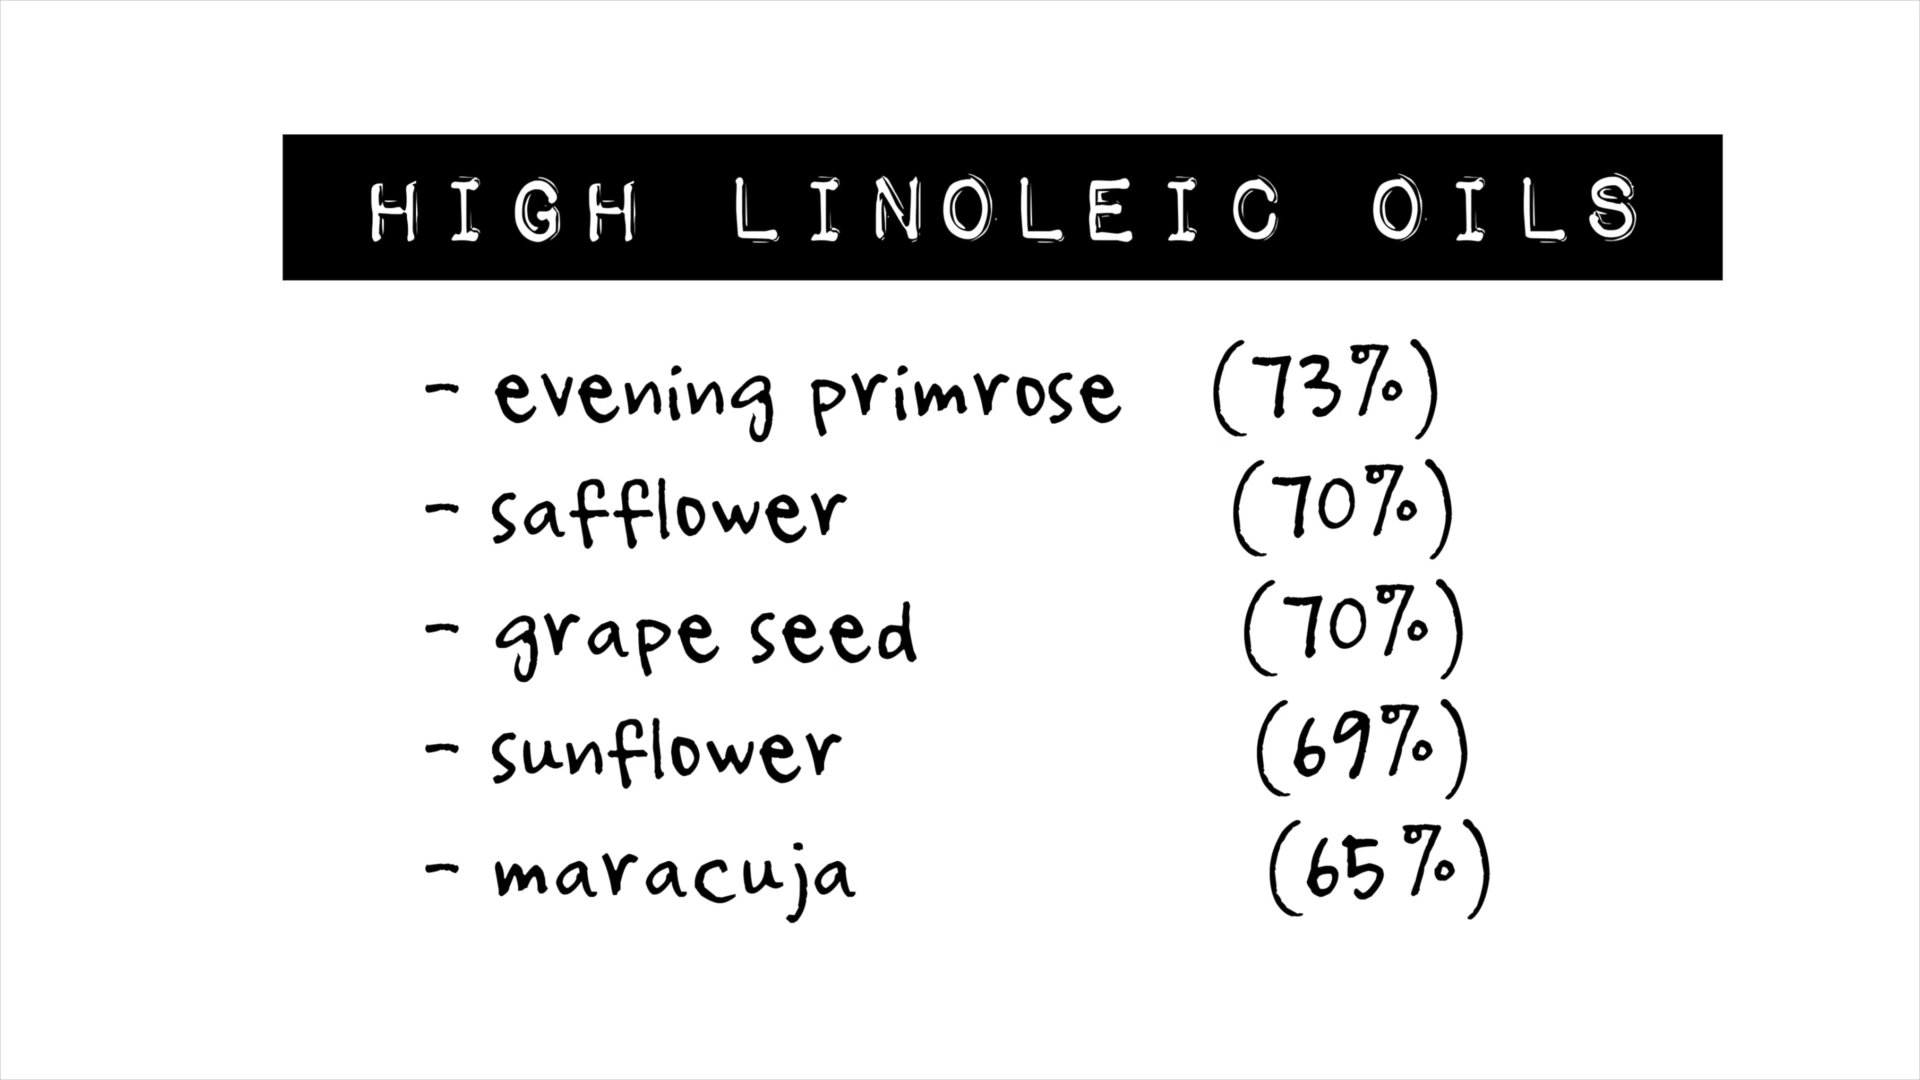 HIGH LINOLEIC OILS
- evening primrose (73%)
- safflower (70%)
- grape seed (70%)
- sunflower (69%)
- maracuja (65%)